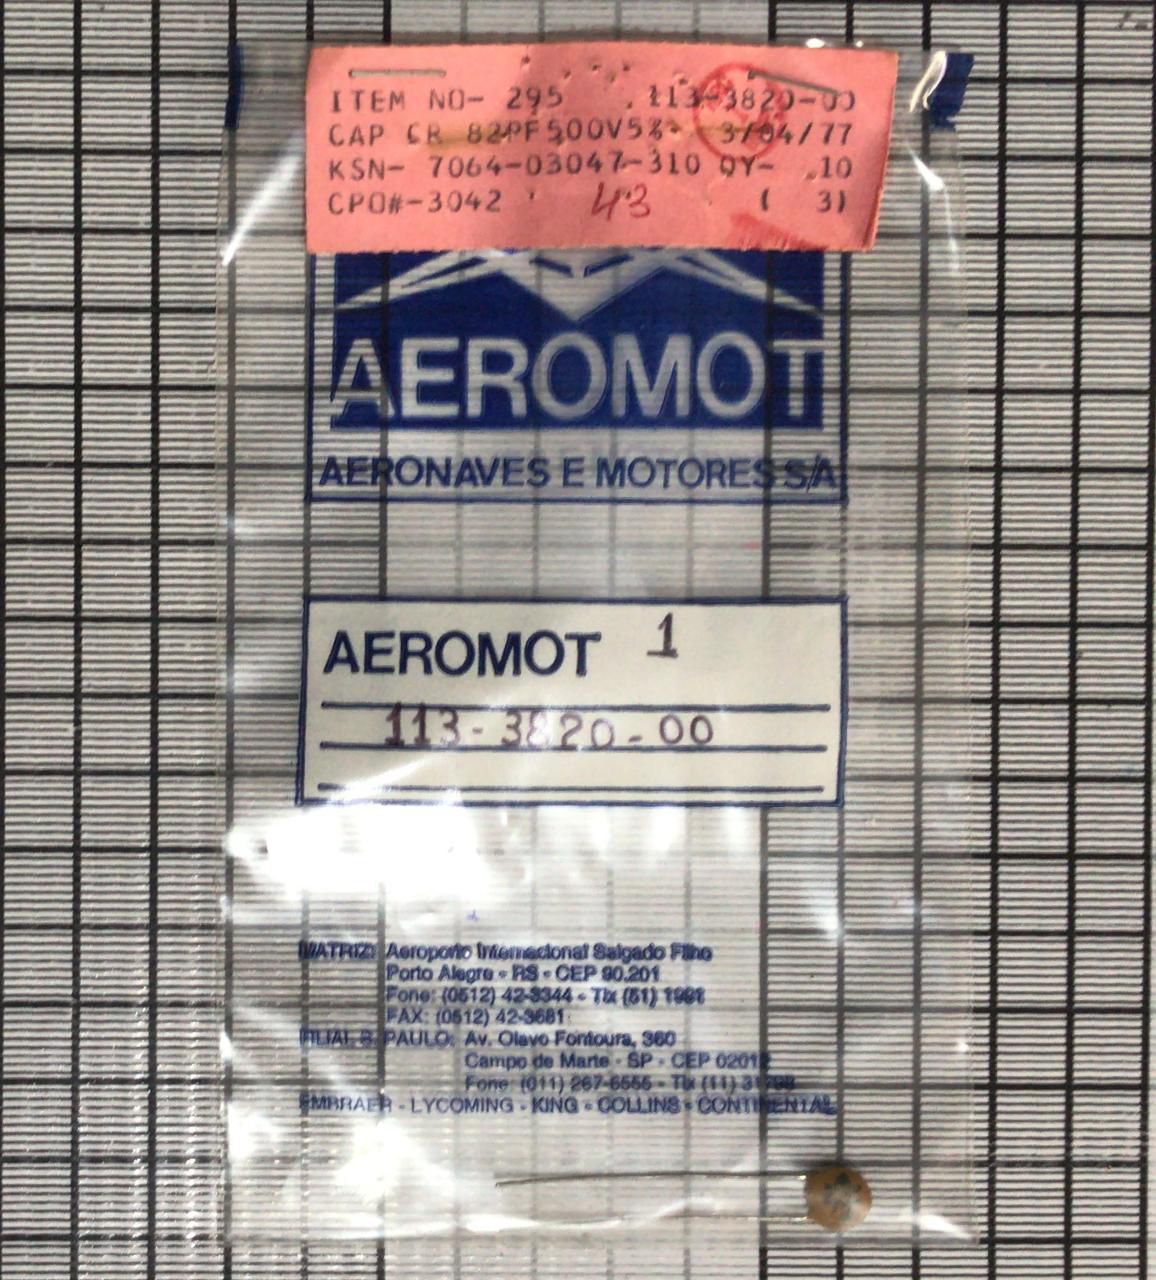 ITEM NO- 295 .113-3820-00
CAP CR 82PF500V5%- 3/04/77
KSN- 7064-03047-310 QY- .10
CPO#-3042 43 ( 3)
AEROMOT
AERONAVES E MOTORES S/A
AEROMOT 1
113-3820-00
MATRIZ: Aeroporto Internacional Salgado Filho
Porto Alegre - RS - CEP 90.201
Fone: (0512) 42-3344 - Tlx (51) 1998
FAX: (0512) 42-3681
FILIAL S. PAULO: Av. Olavo Fontoura, 360
Campo de Marte - SP - CEP
Fone: (011) 267-6555 - Tlx (11)
EMBRAER - LYCOMING - KING - COLLINS - CONTINENTAL